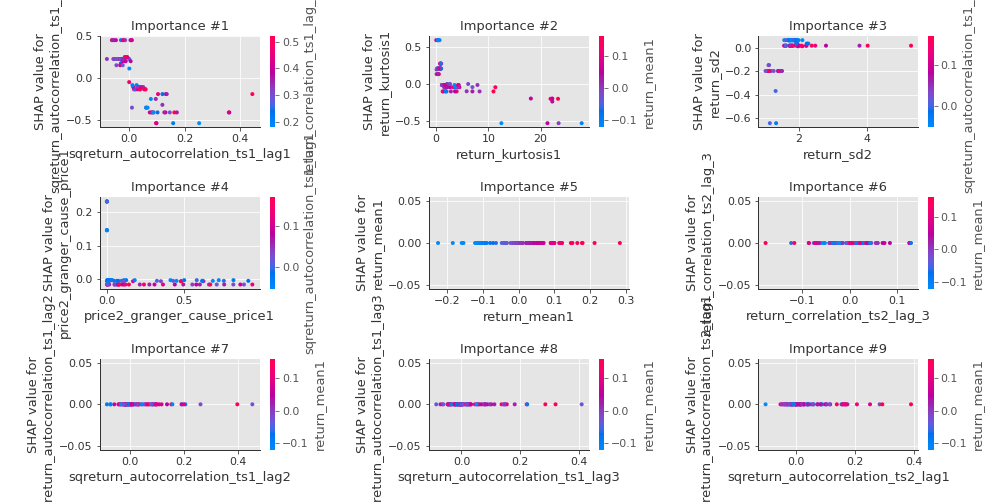 Importance #1
SHAP value for
sqreturn_autocorrelation_ts1_lag1
0.5
0.0
−0.5
0.0
0.2
0.4
sqreturn_autocorrelation_ts1_lag1
0.5
0.4
0.3
0.2
Importance #2
SHAP value for
return_kurtosis1
0.5
0.0
−0.5
0
10
20
return_kurtosis1
0.1
0.0
−0.1
return_mean1
Importance #3
SHAP value for
return_sd2
0.0
−0.2
−0.4
−0.6
2
4
return_sd2
0.1
0.0
Importance #4
SHAP value for
price2_granger_cause_price1
0.2
0.1
0.0
0.0
0.5
price2_granger_cause_price1
0.1
0.0
Importance #5
SHAP value for
return_mean1
0.05
0.00
−0.05
−0.2
−0.1
0.0
0.1
0.2
0.3
return_mean1
Importance #6
SHAP value for
return_correlation_ts2_lag_3
0.05
0.00
−0.05
−0.1
0.0
0.1
return_correlation_ts2_lag_3
0.1
0.0
−0.1
return_mean1
Importance #7
SHAP value for
sqreturn_autocorrelation_ts1_lag2
0.05
0.00
−0.05
0.0
0.2
0.4
sqreturn_autocorrelation_ts1_lag2
0.1
0.0
−0.1
return_mean1
Importance #8
SHAP value for
sqreturn_autocorrelation_ts1_lag3
0.05
0.00
−0.05
0.0
0.2
0.4
sqreturn_autocorrelation_ts1_lag3
0.1
0.0
−0.1
return_mean1
Importance #9
SHAP value for
sqreturn_autocorrelation_ts2_lag1
0.05
0.00
−0.05
0.0
0.2
0.4
sqreturn_autocorrelation_ts2_lag1
0.1
0.0
−0.1
return_mean1